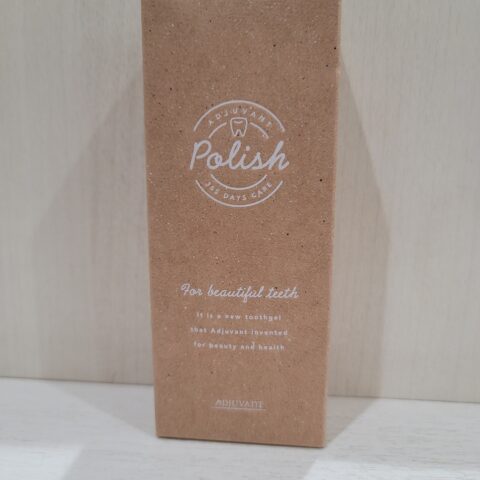 ADJUVANT
Polish
365 DAYS CARE
For beautiful teeth
It is a new toothgel
that Adjuvant invented
for beauty and health
ADJUVANT